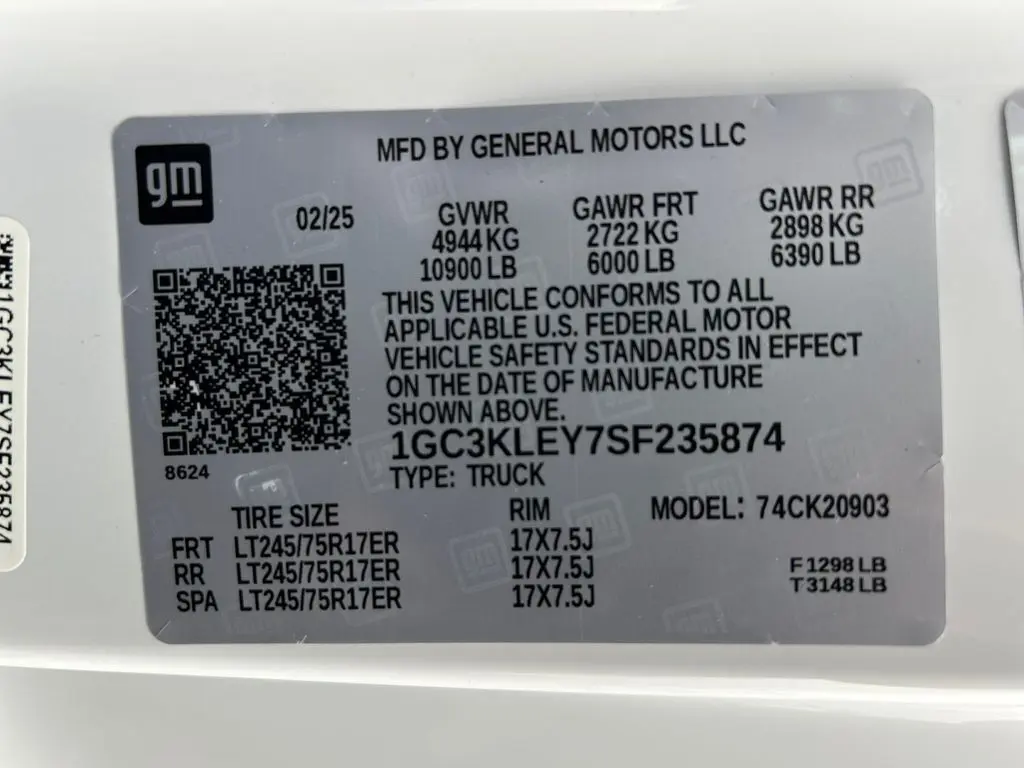 MFD BY GENERAL MOTORS LLC
gm
02/25
GVWR GAWR FRT GAWR RR
4944 KG 2722 KG 2898 KG
10900 LB 6000 LB 6390 LB
THIS VEHICLE CONFORMS TO ALL
APPLICABLE U.S. FEDERAL MOTOR
VEHICLE SAFETY STANDARDS IN EFFECT
ON THE DATE OF MANUFACTURE
SHOWN ABOVE.
1GC3KLEY7SF235874
TYPE: TRUCK
8624
TIRE SIZE RIM MODEL: 74CK20903
FRT LT245/75R17ER 17X7.5J
RR LT245/75R17ER 17X7.5J F1298 LB
SPA LT245/75R17ER 17X7.5J T3148 LB
1GC3KLEY7SF235874